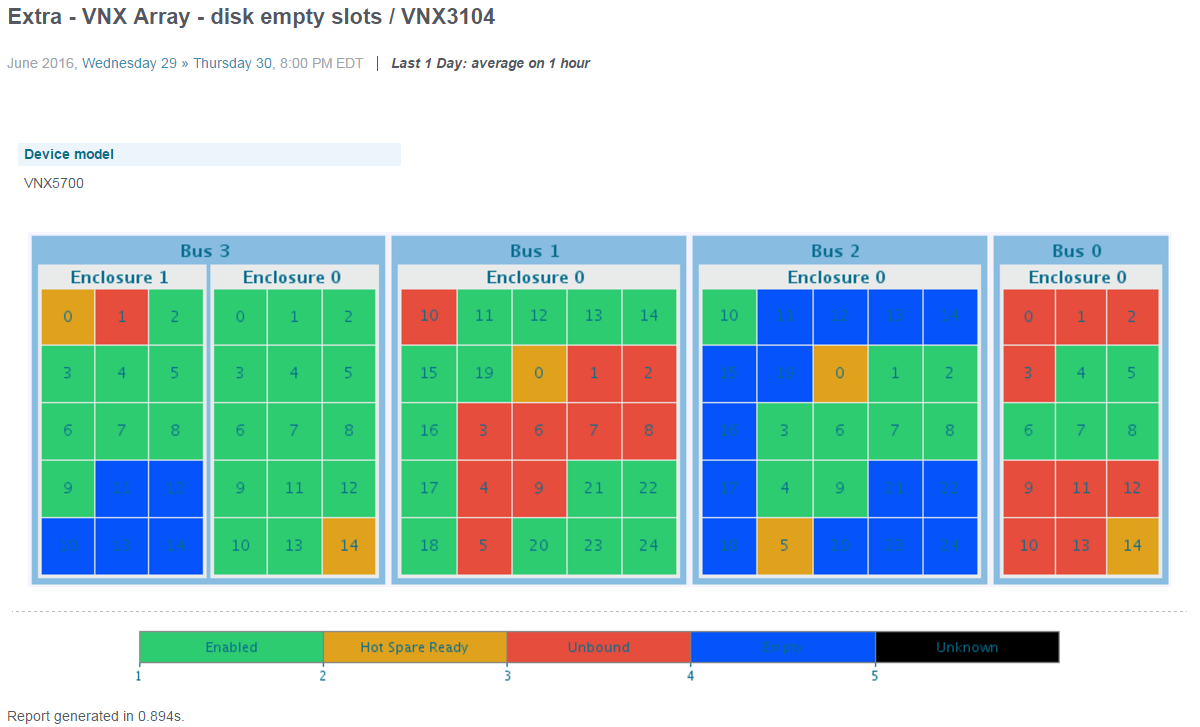 Extra - VNX Array - disk empty slots / VNX3104
June 2016, Wednesday 29 » Thursday 30, 8:00 PM EDT | Last 1 Day: average on 1 hour
Device model
VNX5700
Bus 3 Bus 1 Bus 2 Bus 0
Enclosure 1 Enclosure 0 Enclosure 0 Enclosure 0 Enclosure 0
0 1 2 0 1 2 10 11 12 13 14 10 11 12 13 14 0 1 2
3 4 5 3 4 5 15 19 0 1 2 15 19 0 1 2 3 4 5
6 7 8 6 7 8 16 3 6 7 8 16 3 6 7 8 6 7 8
9 11 12 9 11 12 17 4 9 21 22 17 4 9 21 22 9 11 12
10 13 14 10 13 14 18 5 20 23 24 18 5 20 23 24 10 13 14
Enabled Hot Spare Ready Unbound Empty Unknown
1 2 3 4 5
Report generated in 0.894s.